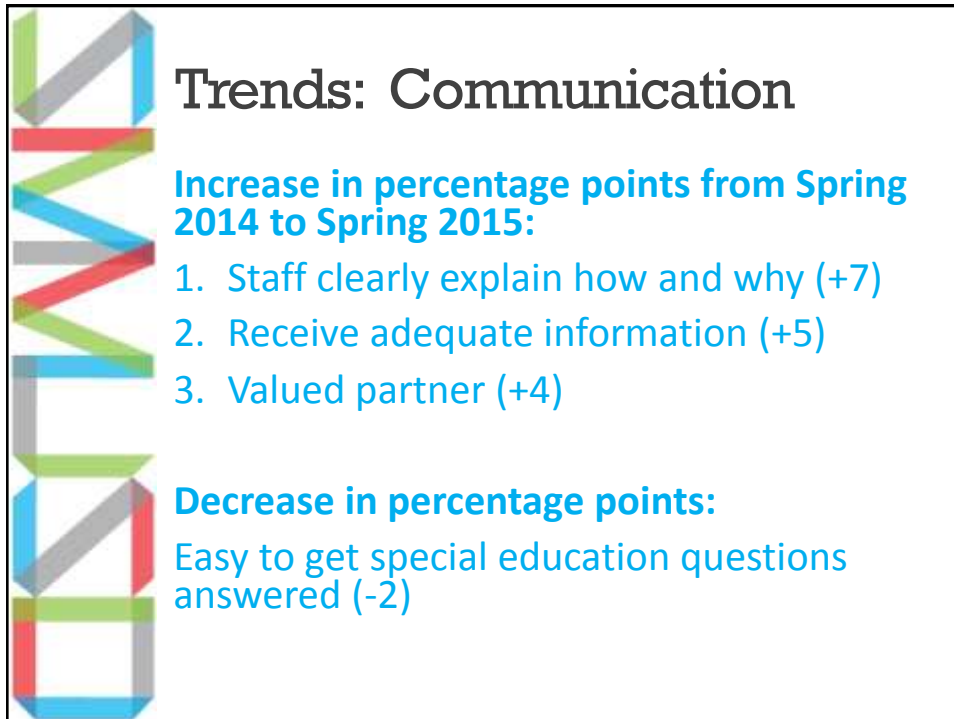 Trends: Communication
Increase in percentage points from Spring
2014 to Spring 2015:
1. Staff clearly explain how and why (+7)
2. Receive adequate information (+5)
3. Valued partner (+4)
Decrease in percentage points:
Easy to get special education questions
answered (-2)